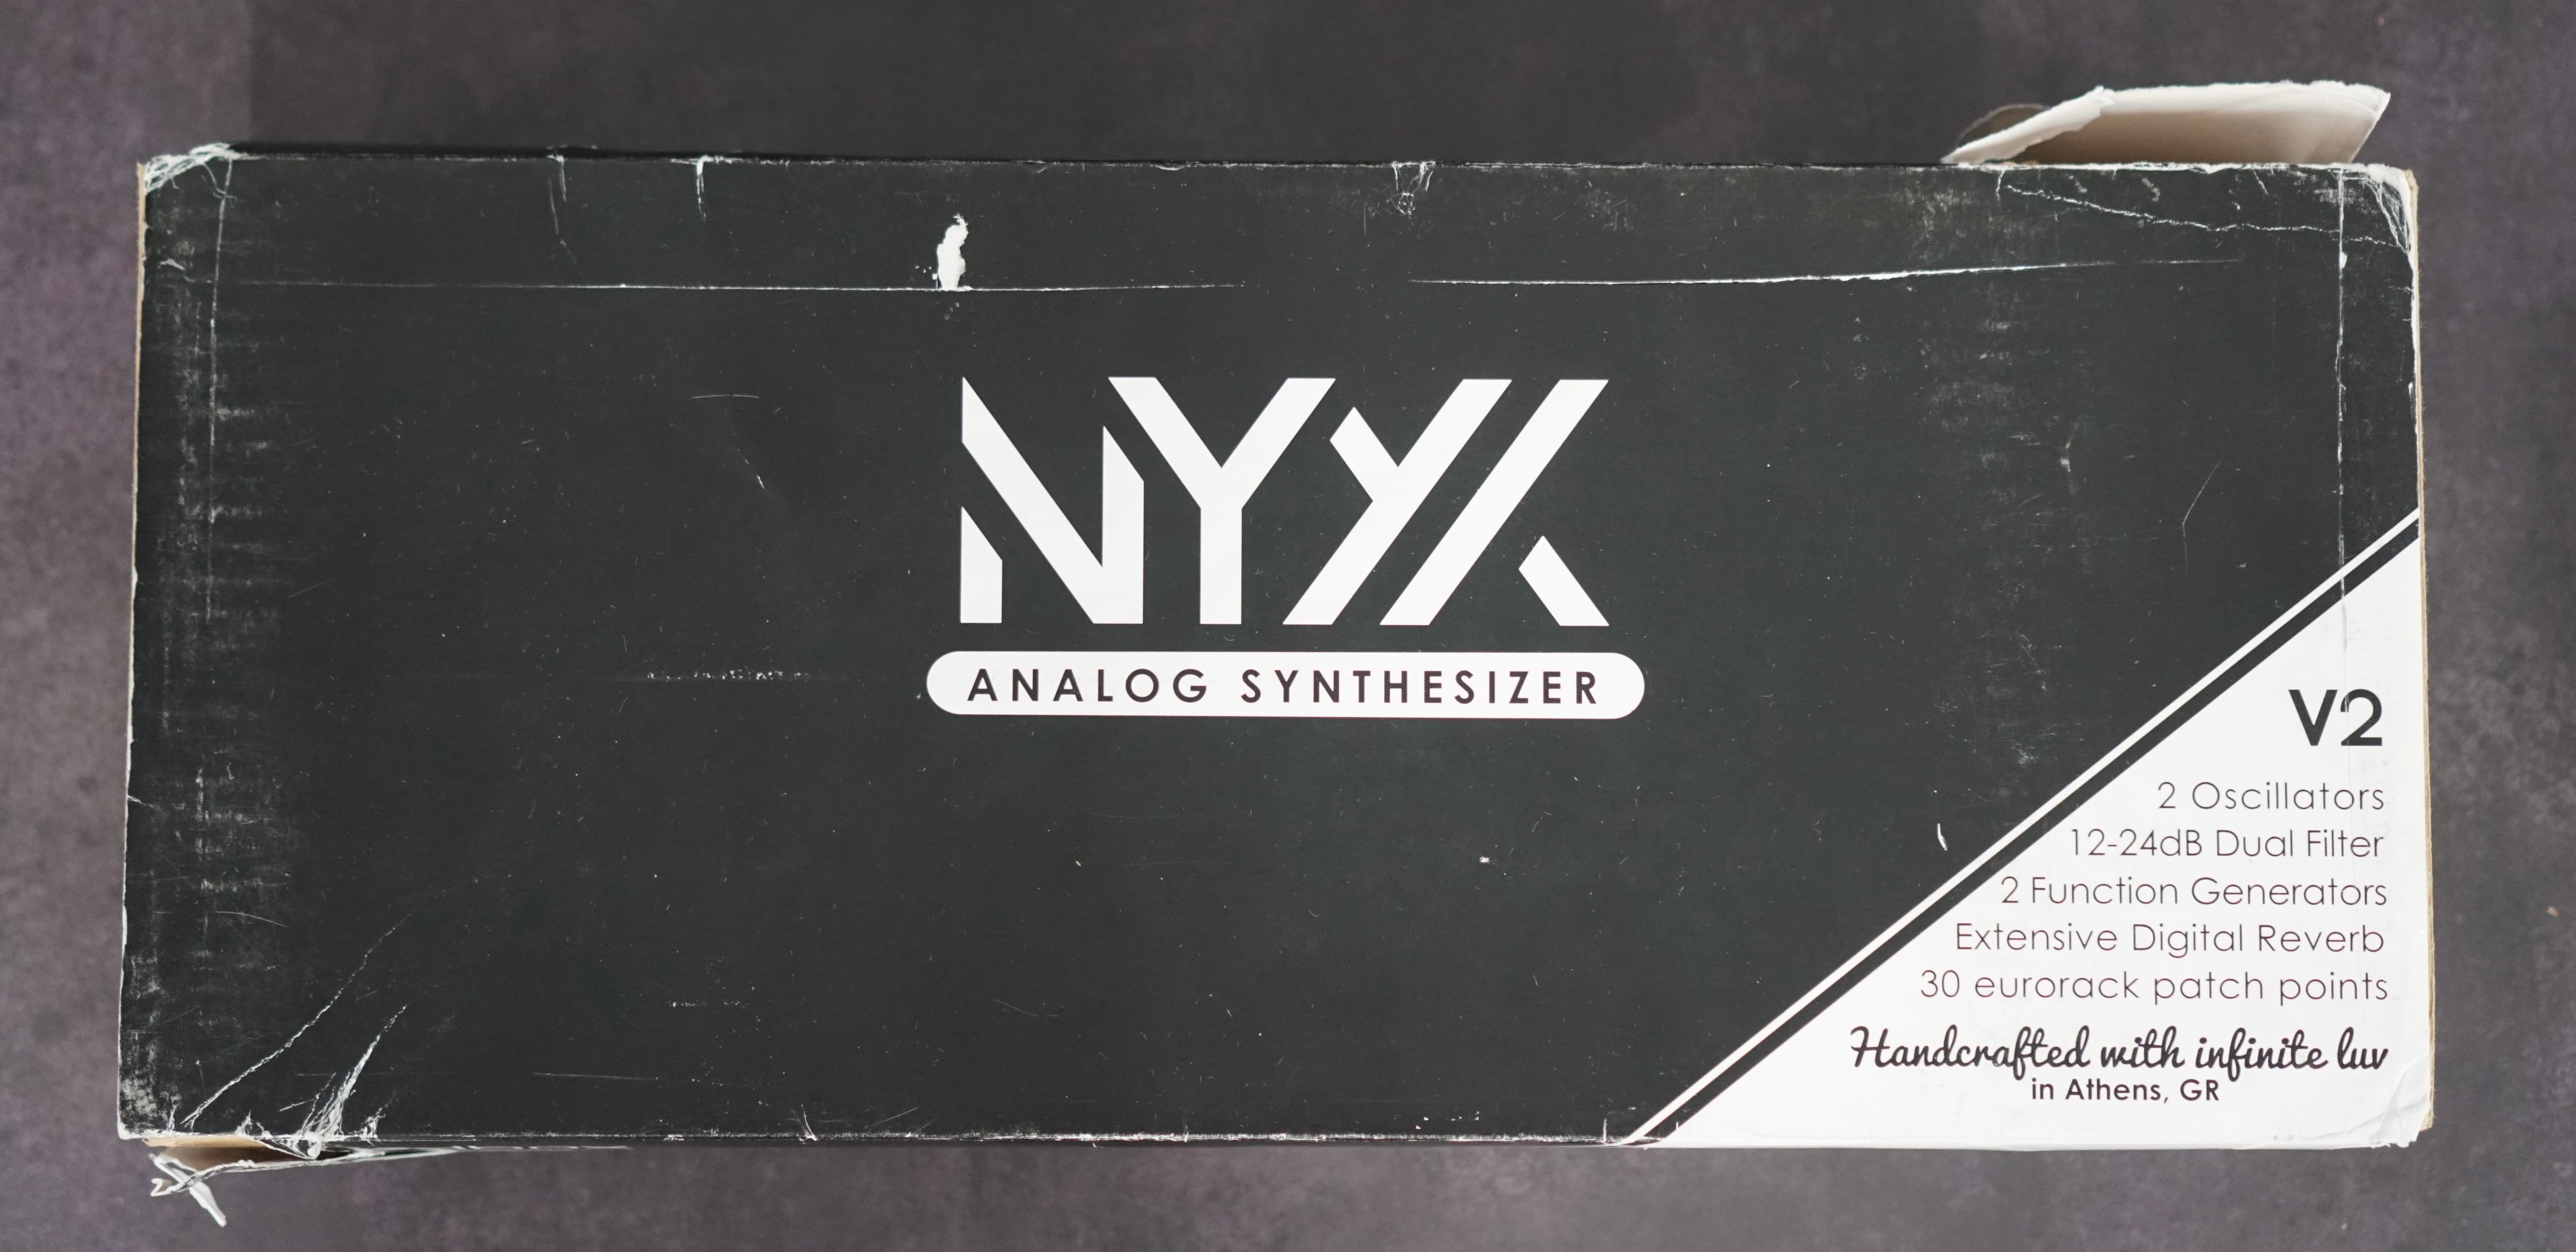 NYX
ANALOG SYNTHESIZER
V2
2 Oscillators
12-24dB Dual Filter
2 Function Generators
Extensive Digital Reverb
30 eurorack patch points
Handcrafted with infinite luv
in Athens, GR